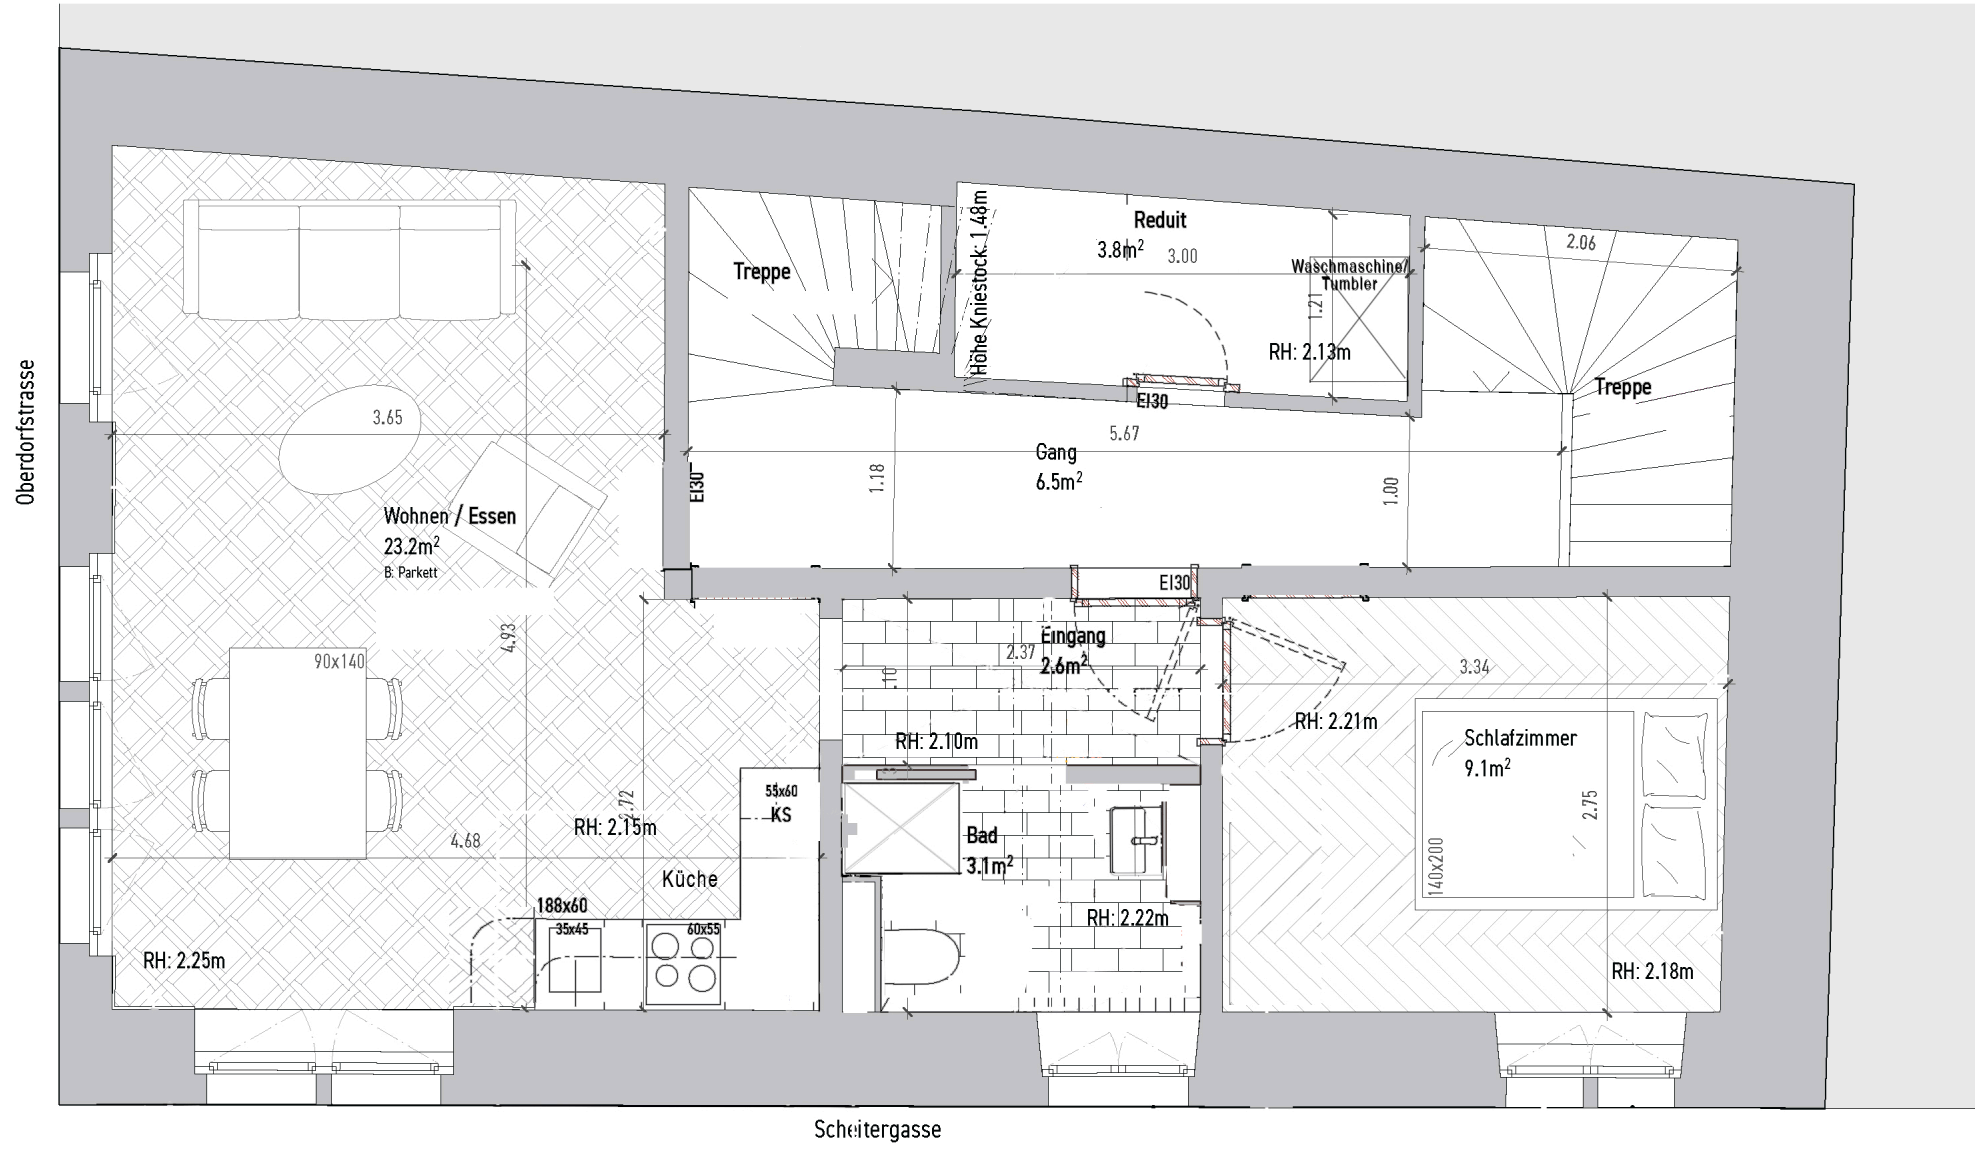 Oberdorfstrasse
Treppe
Höhe Kniestock: 1.48m
Reduit
3.8m²
3.00
Waschmaschine/
Tumbler
1.21
RH: 2.13m
EI30
2.06
Treppe
3.65
Wohnen / Essen
23.2m²
B: Parkett
EI30
5.67
Gang
6.5m²
1.18
1.00
EI30
90x140
4.93
4.68
2.72
RH: 2.15m
55x60
KS
Küche
188x60
35x45
60x55
RH: 2.25m
Eingang
2.37
2.6m²
.10
RH: 2.10m
Bad
3.1m²
RH: 2.22m
3.34
RH: 2.21m
Schlafzimmer
9.1m²
2.75
140x200
RH: 2.18m
Scheitergasse